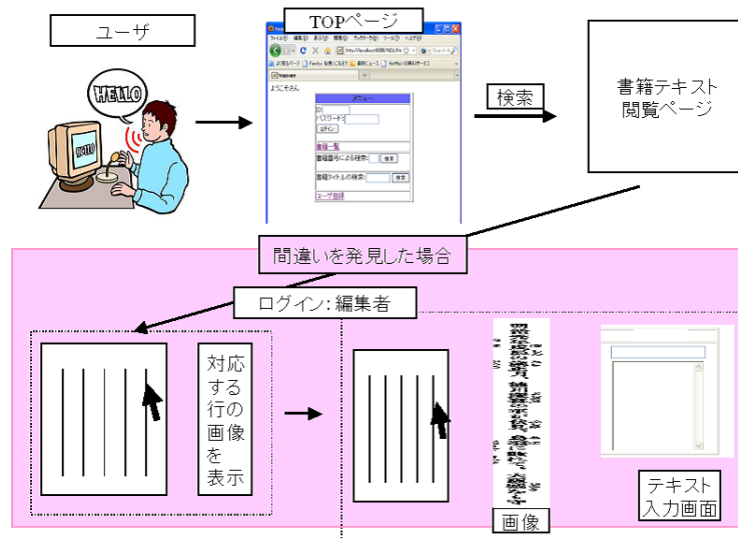 ユーザ
TOPページ
HELLO
HELLO
ようこそさん
メニュー
ID:
パスワード:
ログイン
書籍一覧
書籍番号による検索:
検索
書籍タイトルの検索:
検索
ユーザ登録
検索
書籍テキスト
閲覧ページ
間違いを発見した場合
ログイン:編集者
対応
する
行の
画像
を
表示
画像
テキスト
入力画面